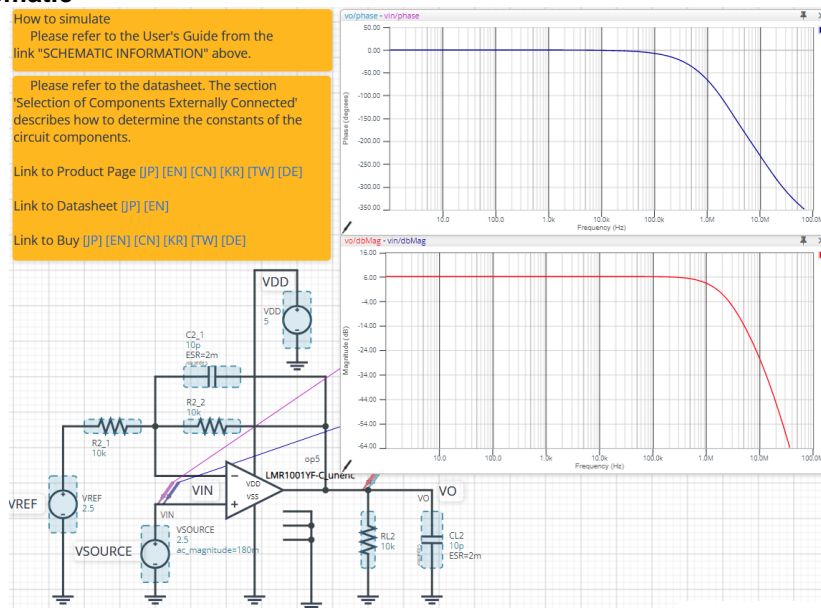 How to simulate
Please refer to the User's Guide from the
link "SCHEMATIC INFORMATION" above.
Please refer to the datasheet. The section
'Selection of Components Externally Connected'
describes how to determine the constants of the
circuit components.
Link to Product Page [JP] [EN] [CN] [KR] [TW] [DE]
Link to Datasheet [JP] [EN]
Link to Buy [JP] [EN] [CN] [KR] [TW] [DE]
vo/phase - vin/phase
50.00
0.00
-50.00
-100.00
-150.00
-200.00
-250.00
-300.00
-350.00
Phase (degrees)
10.0
100.0
1.0k
10.0k
100.0k
1.0M
10.0M
Frequency (Hz)
vo/dbMag - vin/dbMag
16.00
6.00
-4.00
-14.00
-24.00
-34.00
-44.00
-54.00
-64.00
Magnitude (dB)
10.0
100.0
1.0k
10.0k
100.0k
1.0M
10.0M
Frequency (Hz)
VDD
VDD
5
C2_1
10p
ESR=2m
R2_2
10k
R2_1
10k
op5
VDD
VSS
VIN
VIN
VREF
VREF
2.5
VSOURCE
VSOURCE
2.5
ac_magnitude=180m
VO
VO
RL2
10k
CL2
10p
ESR=2m